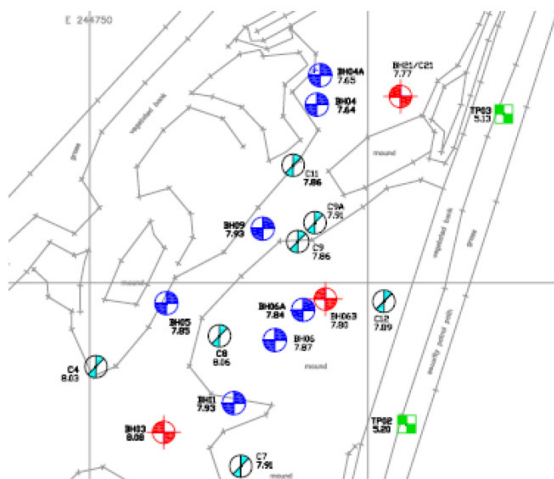 E 244750
BH04A
7.65
BH21/C21
7.77
BH04
7.64
TP03
5.13
vegetated bank
grass
mound
C11
7.86
C9A
7.91
BH09
7.93
C9
7.86
vegetated bank
grass
mound
BH06A
7.84
BH063
7.80
C12
7.89
BH05
7.85
C8
8.06
BH06
7.87
security patrol path
mound
C4
8.03
BH11
7.93
BH03
8.08
TP02
5.20
C7
7.91
mound